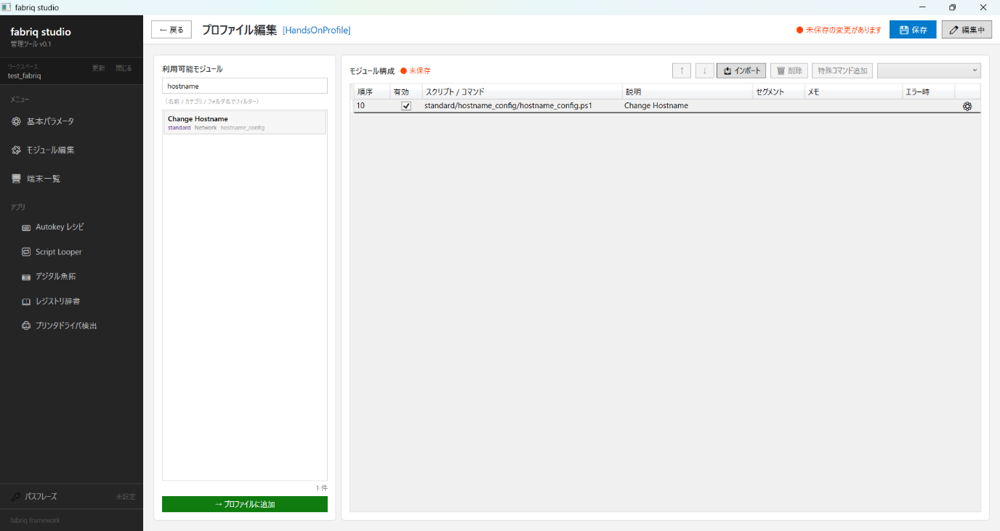 fabriq studio
fabriq studio
管理ツール v0.1
ワークスペース
test_fabriq
更新
閉じる
メニュー
基本パラメータ
モジュール編集
端末一覧
アプリ
Autokey レシピ
Script Looper
デジタル魚拓
レジストリ辞書
プリンタドライバ検出
パスフレーズ
未設定
fabriq framework
← 戻る
プロファイル編集 [HandsOnProfile]
未保存の変更があります
保存
編集中
利用可能モジュール
hostname
(名前 / カテゴリ / フォルダ名でフィルター)
Change Hostname
standard Network hostname_config
1 件
→ プロファイルに追加
モジュール構成 未保存
↑
↓
インポート
削除
特殊コマンド追加
順序 有効 スクリプト / コマンド 説明 セグメント メモ エラー時
10 standard/hostname_config/hostname_config.ps1 Change Hostname